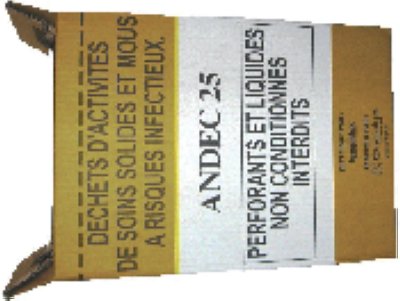 DECHETS D'ACTIVITES
DE SOINS SOLIDES ET MOUS
A RISQUES INFECTIEUX.
ANDEC 25
PERFORANTS ET LIQUIDES
NON CONDITIONNES
INTERDITS